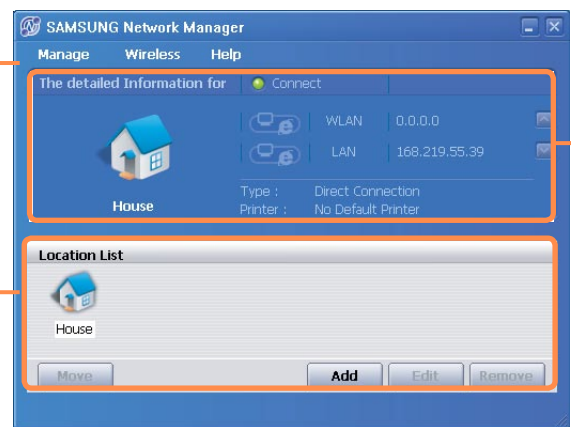 SAMSUNG Network Manager
Manage Wireless Help
The detailed Information for Connect
WLAN 0.0.0.0
LAN 168.219.55.39
House
Type : Direct Connection
Printer : No Default Printer
Location List
House
Move Add Edit Remove